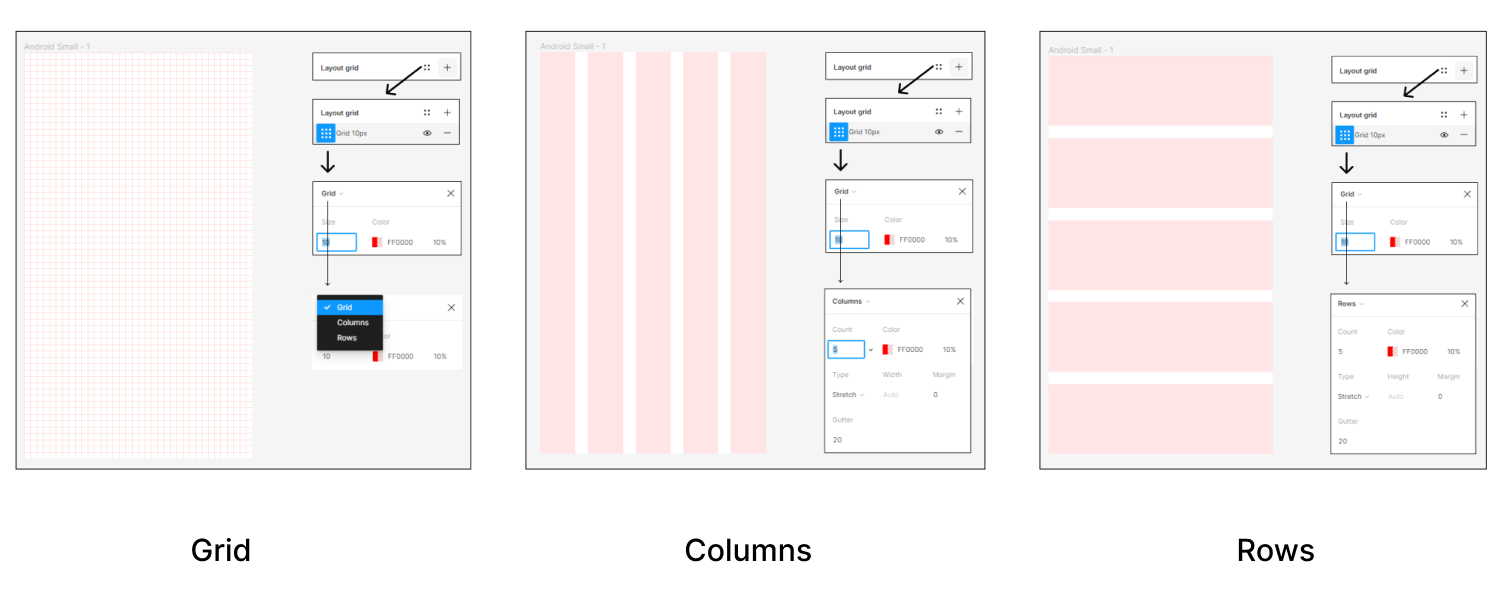 Android Small - 1
Layout grid
Layout grid
Grid 10px
Grid
Size Color
10 FF0000 10%
Grid
Columns
Rows
or
10 FF0000 10%
Grid
Android Small - 1
Layout grid
Layout grid
Grid 10px
Grid
Size Color
10 FF0000 10%
Columns
Count Color
5 FF0000 10%
Type Width Margin
Stretch Auto 0
Gutter
20
Columns
Android Small - 1
Layout grid
Layout grid
Grid 10px
Grid
Size Color
10 FF0000 10%
Rows
Count Color
5 FF0000 10%
Type Height Margin
Stretch Auto 0
Gutter
20
Rows